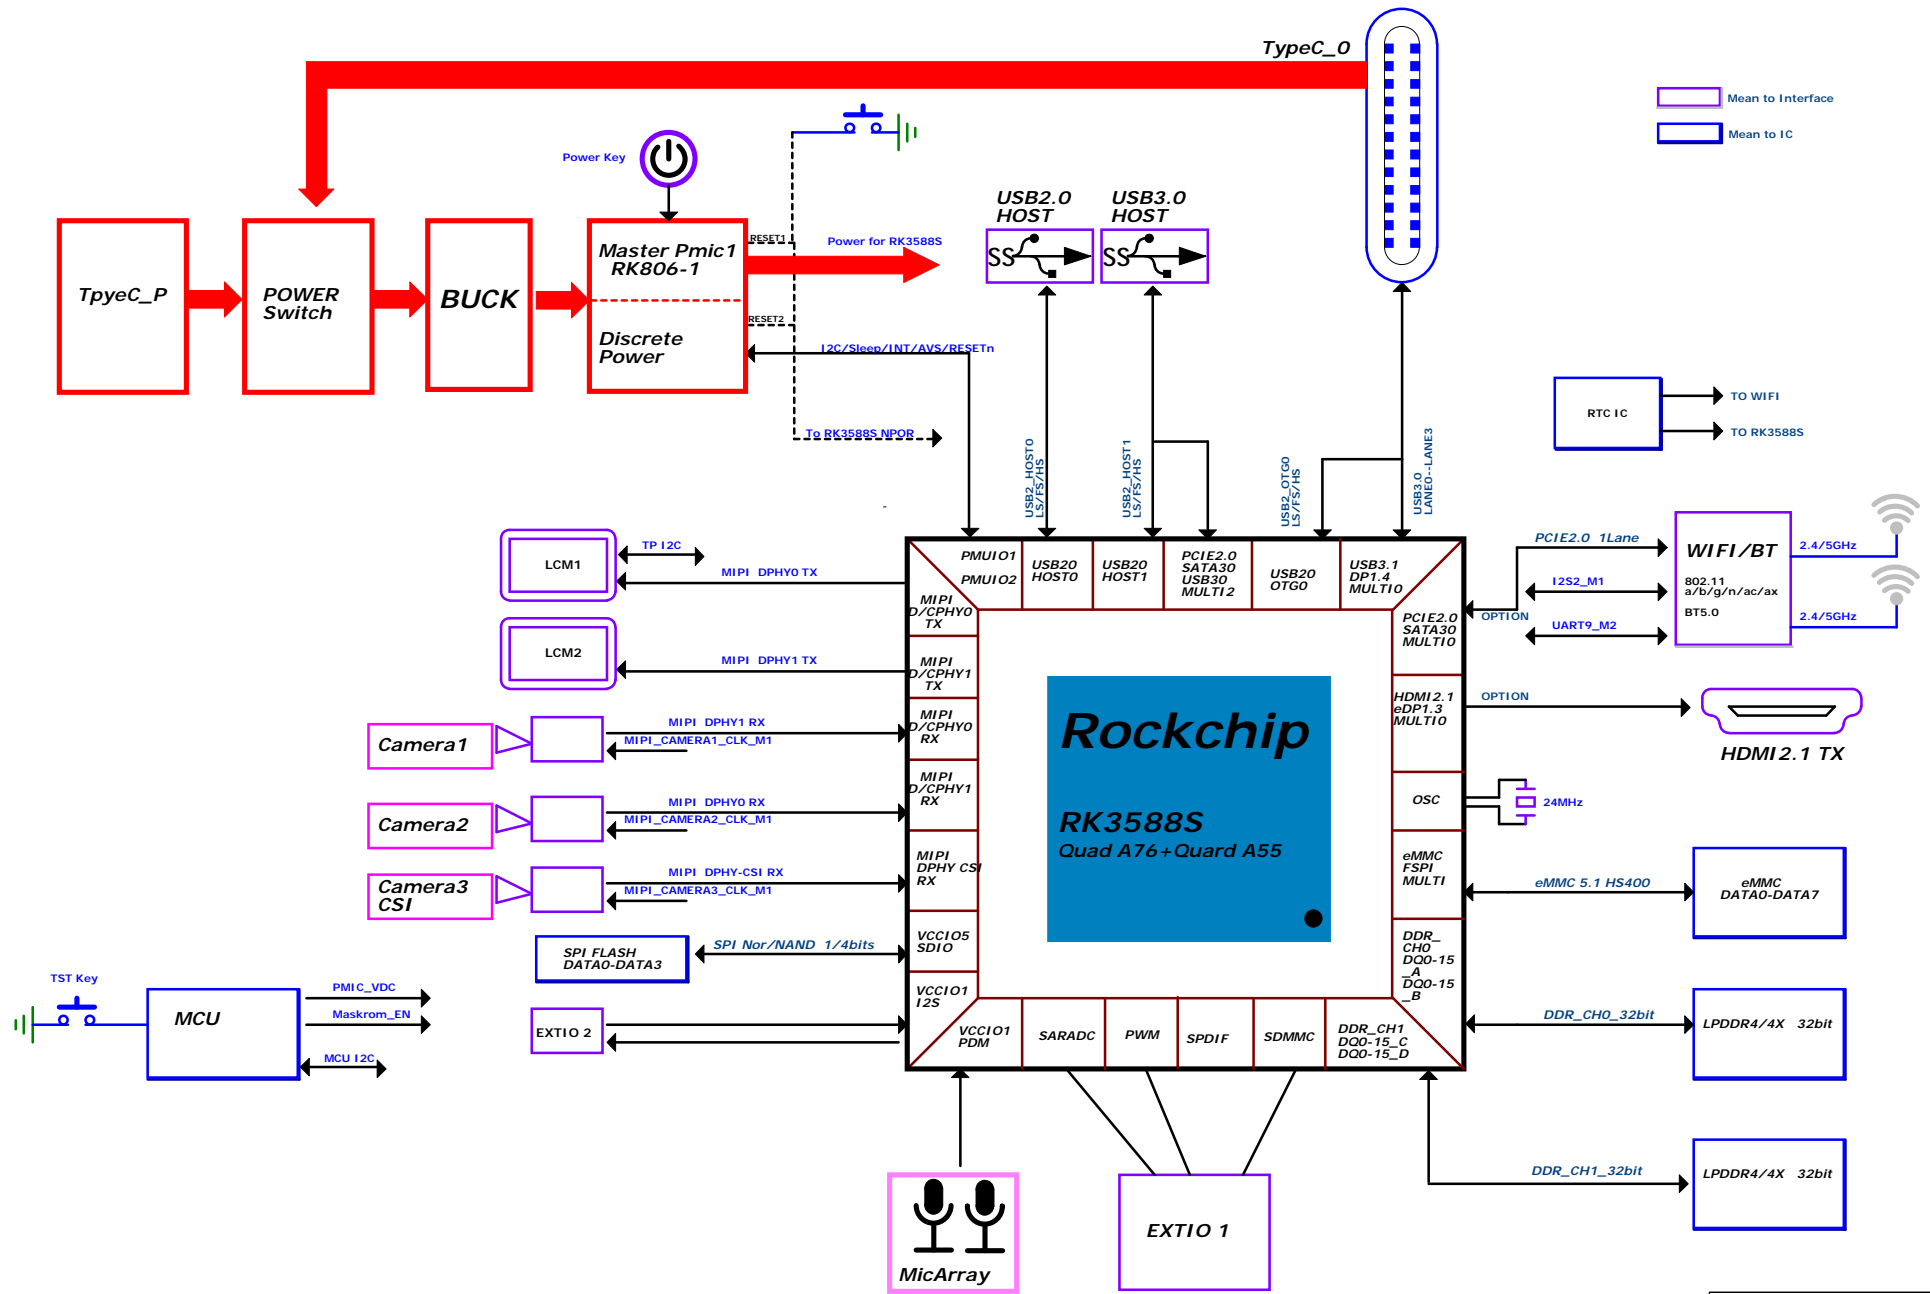 TypeC_0
Mean to Interface
Mean to IC
Power Key
USB2.0
HOST
USB3.0
HOST
SS
SS
RESET1
Power for RK3588S
Master Pmic1
RK806-1
TpyeC_P
POWER
Switch
BUCK
RESET2
Discrete
Power
I2C/Sleep/INT/AVS/RESETn
To RK3588S NPOR
RTC IC
TO WIFI
TO RK3588S
USB2_HOST0
LS/FS/HS
USB2_HOST1
LS/FS/HS
USB2_OTG0
LS/FS/HS
USB3.0
LANE0--LANE3
-
LCM1
TP I2C
MIPI DPHY0 TX
LCM2
MIPI DPHY1 TX
Camera1
MIPI DPHY1 RX
MIPI_CAMERA1_CLK_M1
Camera2
MIPI DPHY0 RX
MIPI_CAMERA2_CLK_M1
Camera3
CSI
MIPI DPHY-CSI RX
MIPI_CAMERA3_CLK_M1
SPI FLASH
DATA0-DATA3
SPI Nor/NAND 1/4bits
EXTIO 2
TST Key
MCU
PMIC_VDC
Maskrom_EN
MCU I2C
PMUIO1
PMUIO2
USB20
HOST0
USB20
HOST1
PCIE2.0
SATA30
USB30
MULTI2
USB20
OTG0
USB3.1
DP1.4
MULTI0
MIPI
D/CPHY0
TX
MIPI
D/CPHY1
TX
MIPI
D/CPHY0
RX
MIPI
D/CPHY1
RX
MIPI
DPHY CSI
RX
VCCIO5
SDIO
VCCIO1
I2S
VCCIO1
PDM
SARADC
PWM
SPDIF
SDMMC
DDR_CH1
DQ0-15_C
DQ0-15_D
PCIE2.0
SATA30
MULTI0
HDMI2.1
eDP1.3
MULTI0
OSC
eMMC
FSPI
MULTI
DDR_
CH0
DQ0-15
_A
DQ0-15
_B
Rockchip
RK3588S
Quad A76+Quard A55
PCIE2.0 1Lane
I2S2_M1
OPTION
UART9_M2
WIFI/BT
802.11
a/b/g/n/ac/ax
BT5.0
2.4/5GHz
2.4/5GHz
OPTION
HDMI2.1 TX
24MHz
eMMC 5.1 HS400
eMMC
DATA0-DATA7
DDR_CH0_32bit
LPDDR4/4X 32bit
DDR_CH1_32bit
LPDDR4/4X 32bit
MicArray
EXTIO 1